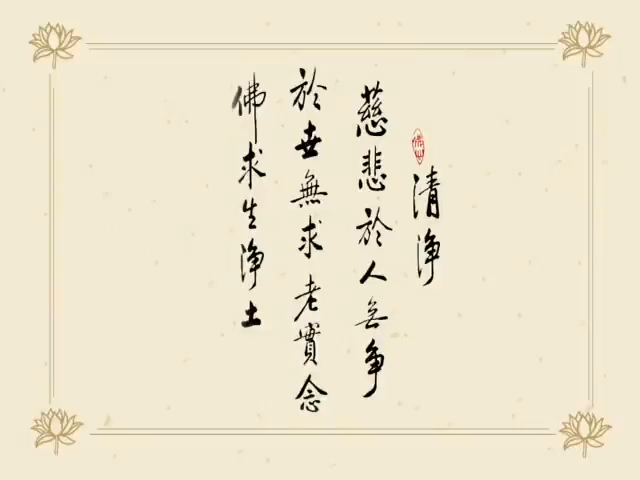 清淨
慈悲於人無爭
於世無求老實念
佛求生淨土